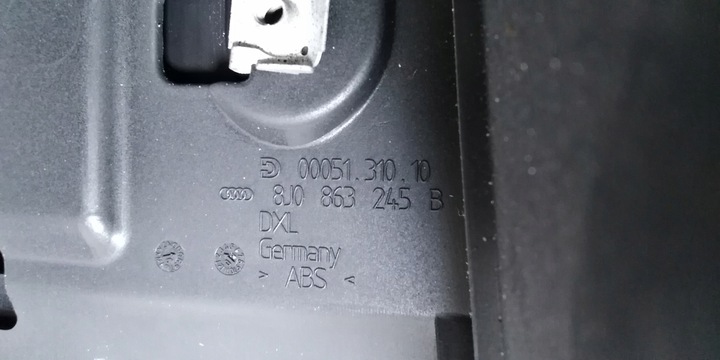 00051.310.10
8J0 863 245 B
DXL
Germany
> ABS <